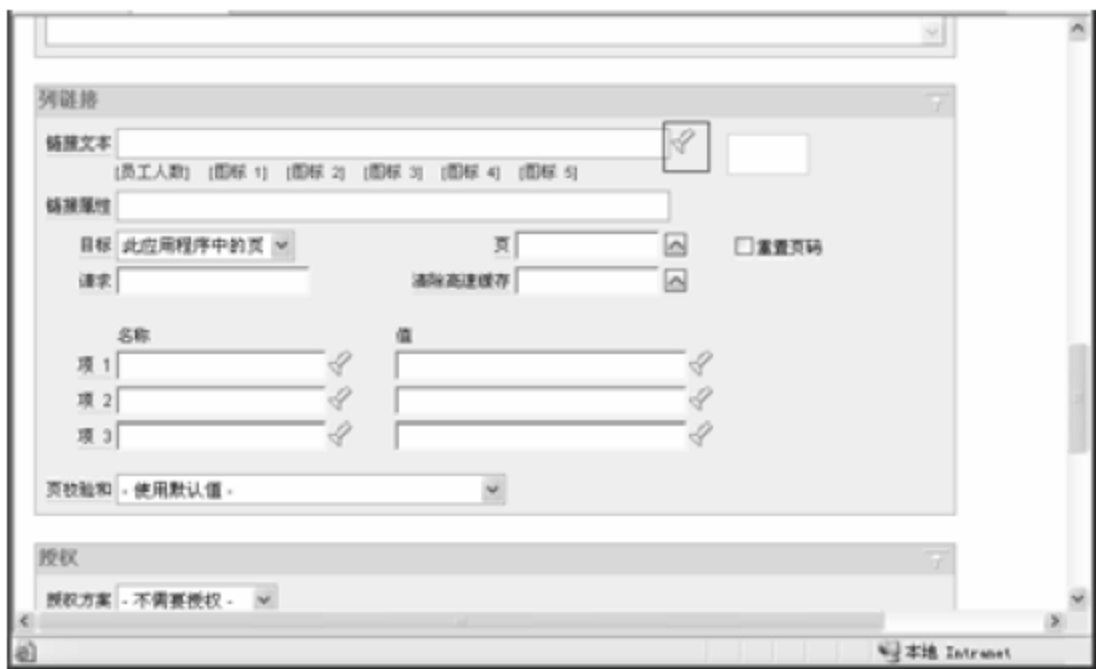 列链接
链接文本
[员工人数] [图标 1] [图标 2] [图标 3] [图标 4] [图标 5]
链接属性
目标 此应用程序中的页 页 重置页码
请求 清除高速缓存
名称 值
项 1
项 2
项 3
页校验和 - 使用默认值 -
授权
授权方案 - 不需要授权 -
本地 Intranet